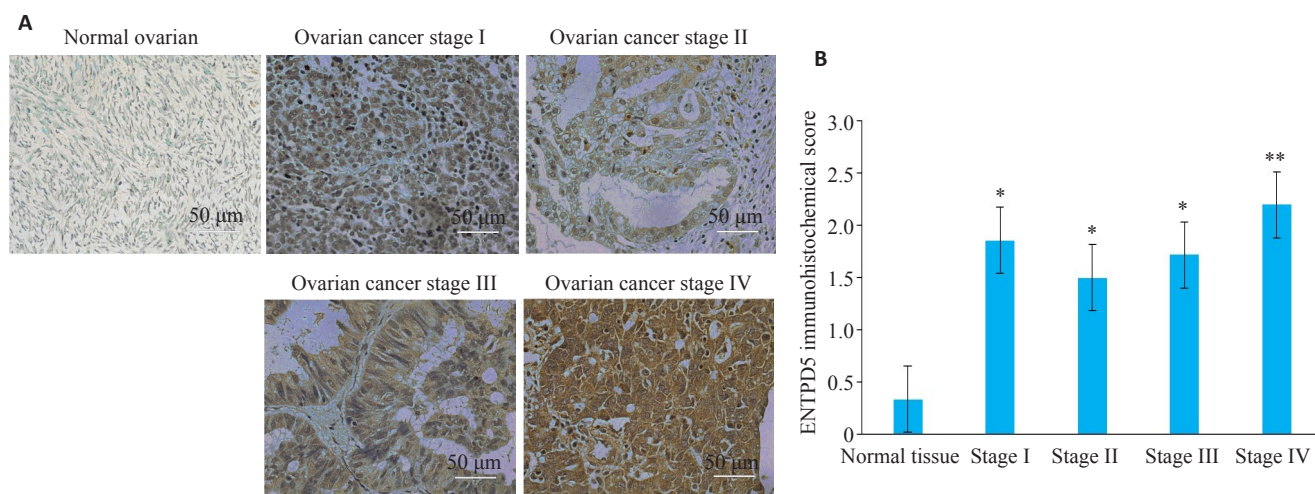 A
Normal ovarian
Ovarian cancer stage I
Ovarian cancer stage II
50 μm
50 μm
50 μm
Ovarian cancer stage III
Ovarian cancer stage IV
50 μm
50 μm
B
ENTPD5 immunohistochemical score
3.0
2.5
2.0
1.5
1.0
0.5
0
*
*
*
**
Normal tissue
Stage I
Stage II
Stage III
Stage IV